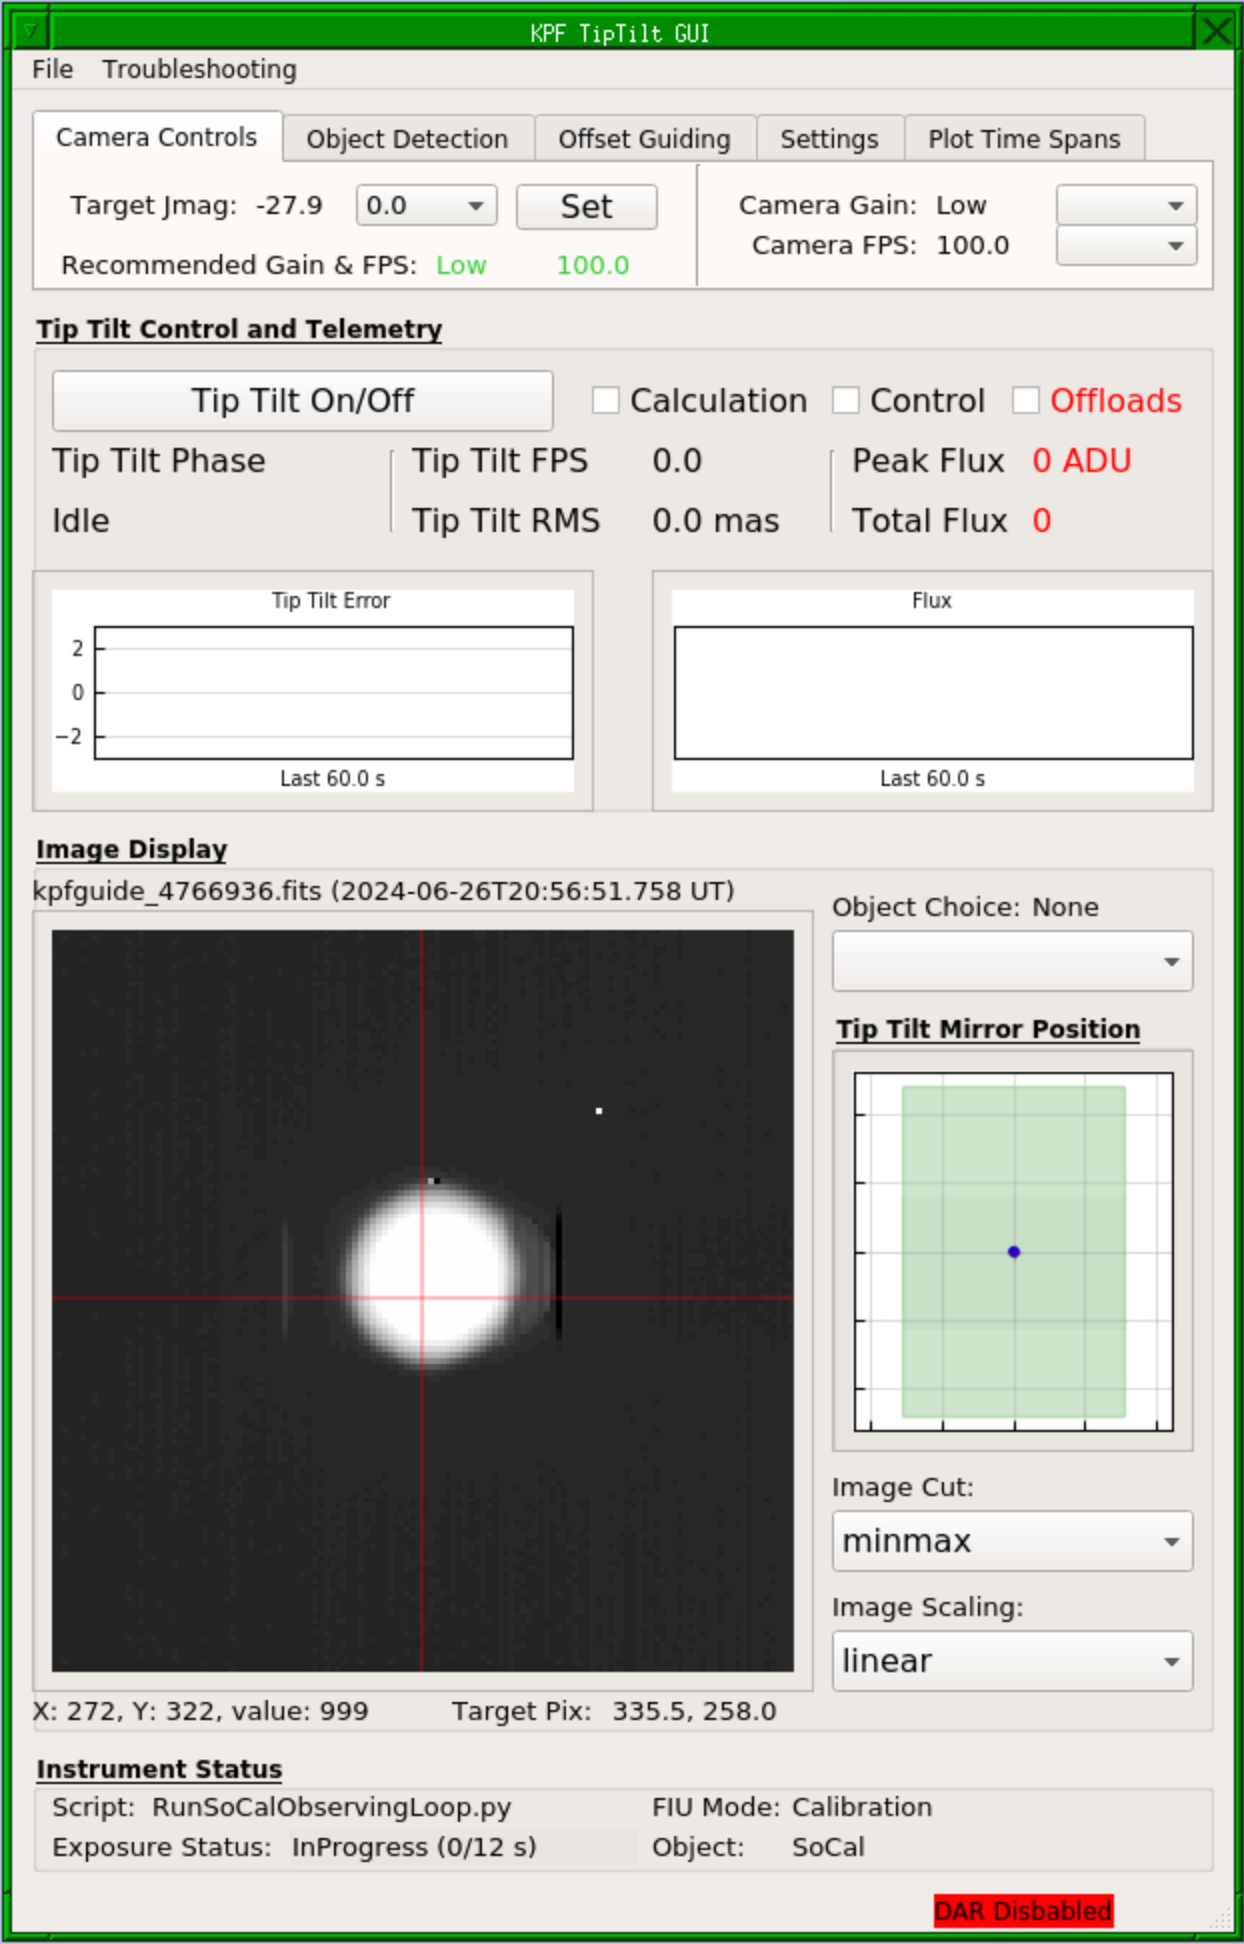 KPF TipTilt GUI
File Troubleshooting
Camera Controls Object Detection Offset Guiding Settings Plot Time Spans
Target Jmag: -27.9 0.0 Set Camera Gain: Low
Camera FPS: 100.0
Recommended Gain & FPS: Low 100.0
Tip Tilt Control and Telemetry
Tip Tilt On/Off Calculation Control Offloads
Tip Tilt Phase Tip Tilt FPS 0.0 Peak Flux 0 ADU
Idle Tip Tilt RMS 0.0 mas Total Flux 0
Tip Tilt Error Flux
2
0
−2
Last 60.0 s Last 60.0 s
Image Display
kpfguide_4766936.fits (2024-06-26T20:56:51.758 UT)
Object Choice: None
Tip Tilt Mirror Position
Image Cut:
minmax
Image Scaling:
linear
X: 272, Y: 322, value: 999 Target Pix: 335.5, 258.0
Instrument Status
Script: RunSoCalObservingLoop.py FIU Mode: Calibration
Exposure Status: InProgress (0/12 s) Object: SoCal
DAR Disbabled